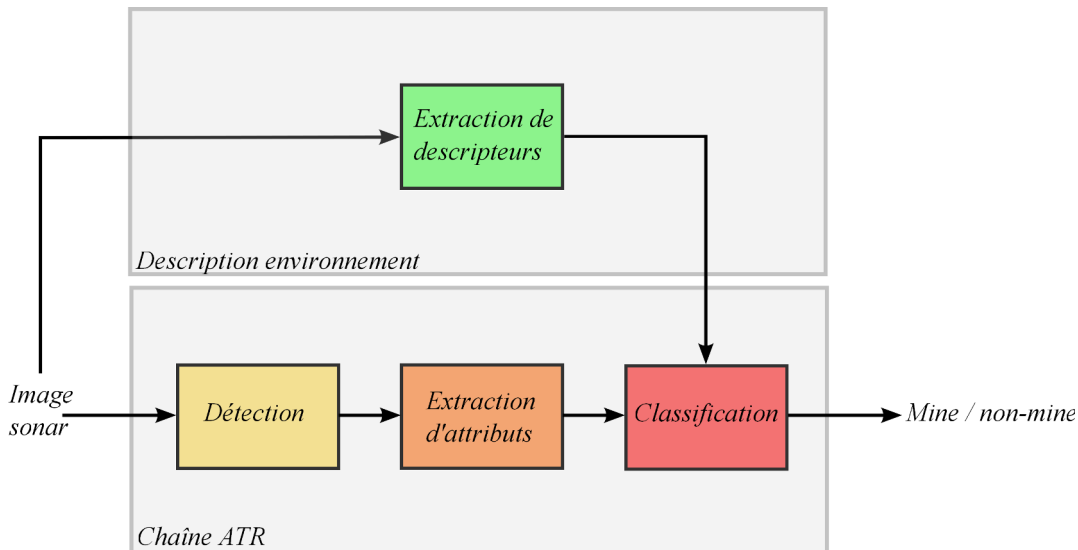 Extraction de
descripteurs
Description environnement
Image
sonar
Détection
Extraction
d'attributs
Classification
Mine / non-mine
Chaîne ATR